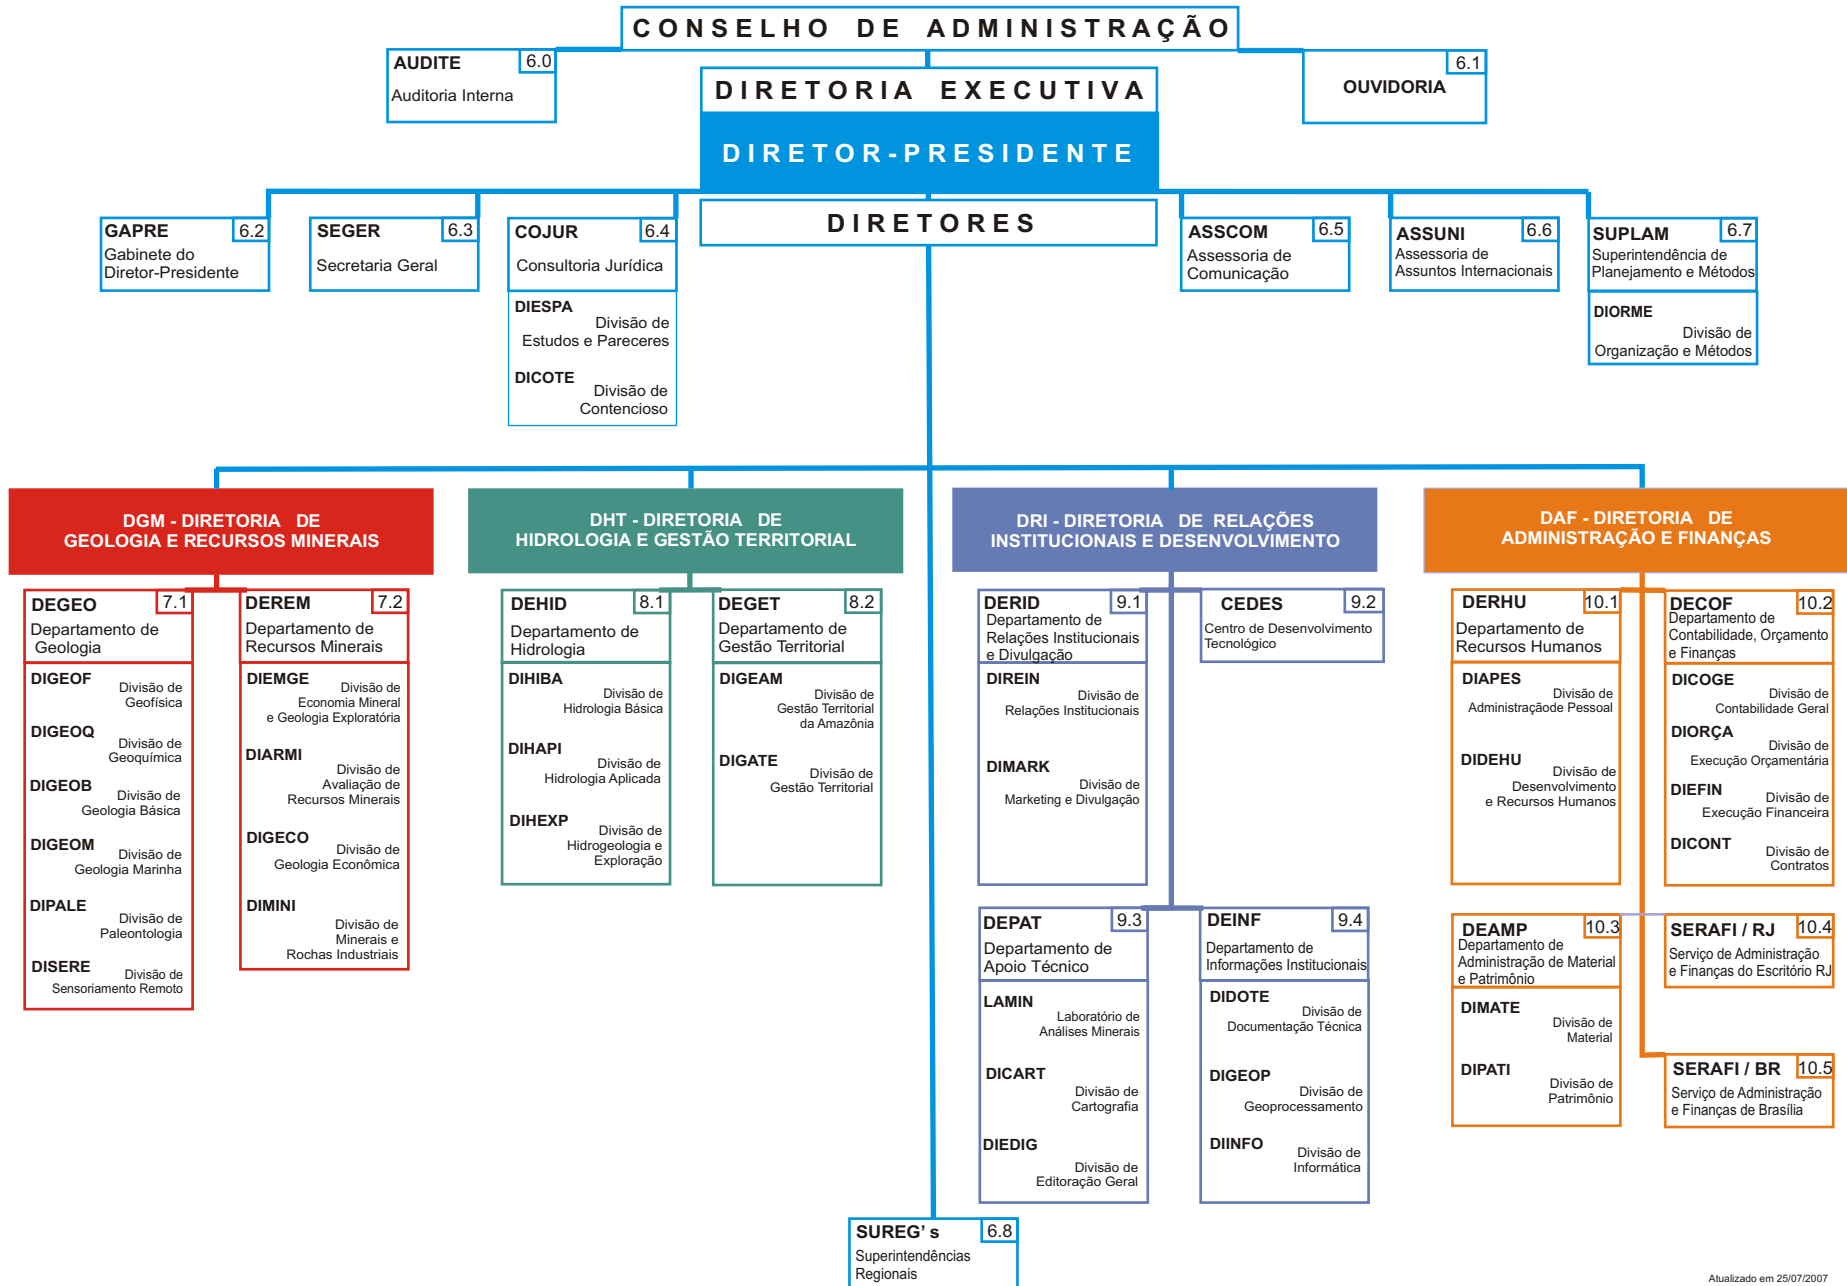 CONSELHO DE ADMINISTRAÇÃO
AUDITE 6.0
Auditoria Interna
6.1
OUVIDORIA
DIRETORIA EXECUTIVA
DIRETOR-PRESIDENTE
DIRETORES
GAPRE 6.2
Gabinete do
Diretor-Presidente
SEGER 6.3
Secretaria Geral
COJUR 6.4
Consultoria Jurídica
DIESPA
Divisão de
Estudos e Pareceres
DICOTE
Divisão de
Contencioso
ASSCOM 6.5
Assessoria de
Comunicação
ASSUNI 6.6
Assessoria de
Assuntos Internacionais
SUPLAM 6.7
Superintendência de
Planejamento e Métodos
DIORME
Divisão de
Organização e Métodos
DGM - DIRETORIA DE
GEOLOGIA E RECURSOS MINERAIS
DEGEO 7.1
Departamento de
Geologia
DIGEOF
Divisão de
Geofísica
DIGEOQ
Divisão de
Geoquímica
DIGEOB
Divisão de
Geologia Básica
DIGEOM
Divisão de
Geologia Marinha
DIPALE
Divisão de
Paleontologia
DISERE
Divisão de
Sensoriamento Remoto
DEREM 7.2
Departamento de
Recursos Minerais
DIEMGE
Divisão de
Economia Mineral
e Geologia Exploratória
DIARMI
Divisão de
Avaliação de
Recursos Minerais
DIGECO
Divisão de
Geologia Econômica
DIMINI
Divisão de
Minerais e
Rochas Industriais
DHT - DIRETORIA DE
HIDROLOGIA E GESTÃO TERRITORIAL
DEHID 8.1
Departamento de
Hidrologia
DIHIBA
Divisão de
Hidrologia Básica
DIHAPI
Divisão de
Hidrologia Aplicada
DIHEXP
Divisão de
Hidrogeologia e
Exploração
DEGET 8.2
Departamento de
Gestão Territorial
DIGEAM
Divisão de
Gestão Territorial
da Amazônia
DIGATE
Divisão de
Gestão Territorial
DRI - DIRETORIA DE RELAÇÕES
INSTITUCIONAIS E DESENVOLVIMENTO
DERID 9.1
Departamento de
Relações Institucionais
e Divulgação
DIREIN
Divisão de
Relações Institucionais
DIMARK
Divisão de
Marketing e Divulgação
CEDES 9.2
Centro de Desenvolvimento
Tecnológico
DEPAT 9.3
Departamento de
Apoio Técnico
LAMIN
Laboratório de
Análises Minerais
DICART
Divisão de
Cartografia
DIEDIG
Divisão de
Editoração Geral
DEINF 9.4
Departamento de
Informações Institucionais
DIDOTE
Divisão de
Documentação Técnica
DIGEOP
Divisão de
Geoprocessamento
DIINFO
Divisão de
Informática
DAF - DIRETORIA DE
ADMINISTRAÇÃO E FINANÇAS
DERHU 10.1
Departamento de
Recursos Humanos
DIAPES
Divisão de
Administraçãode Pessoal
DIDEHU
Divisão de
Desenvolvimento
e Recursos Humanos
DECOF 10.2
Departamento de
Contabilidade, Orçamento
e Finanças
DICOGE
Divisão de
Contabilidade Geral
DIORÇA
Divisão de
Execução Orçamentária
DIEFIN
Divisão de
Execução Financeira
DICONT
Divisão de
Contratos
DEAMP 10.3
Departamento de
Administração de Material
e Patrimônio
DIMATE
Divisão de
Material
DIPATI
Divisão de
Patrimônio
SERAFI / RJ 10.4
Serviço de Administração
e Finanças do Escritório RJ
SERAFI / BR 10.5
Serviço de Administração
e Finanças de Brasília
SUREG' s 6.8
Superintendências
Regionais
Atualizado em 25/07/2007